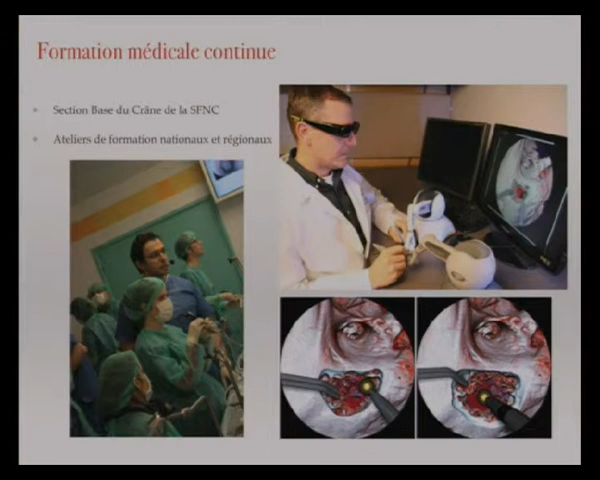 Formation médicale continue
Section Base du Crâne de la SFNC
Ateliers de formation nationaux et régionaux